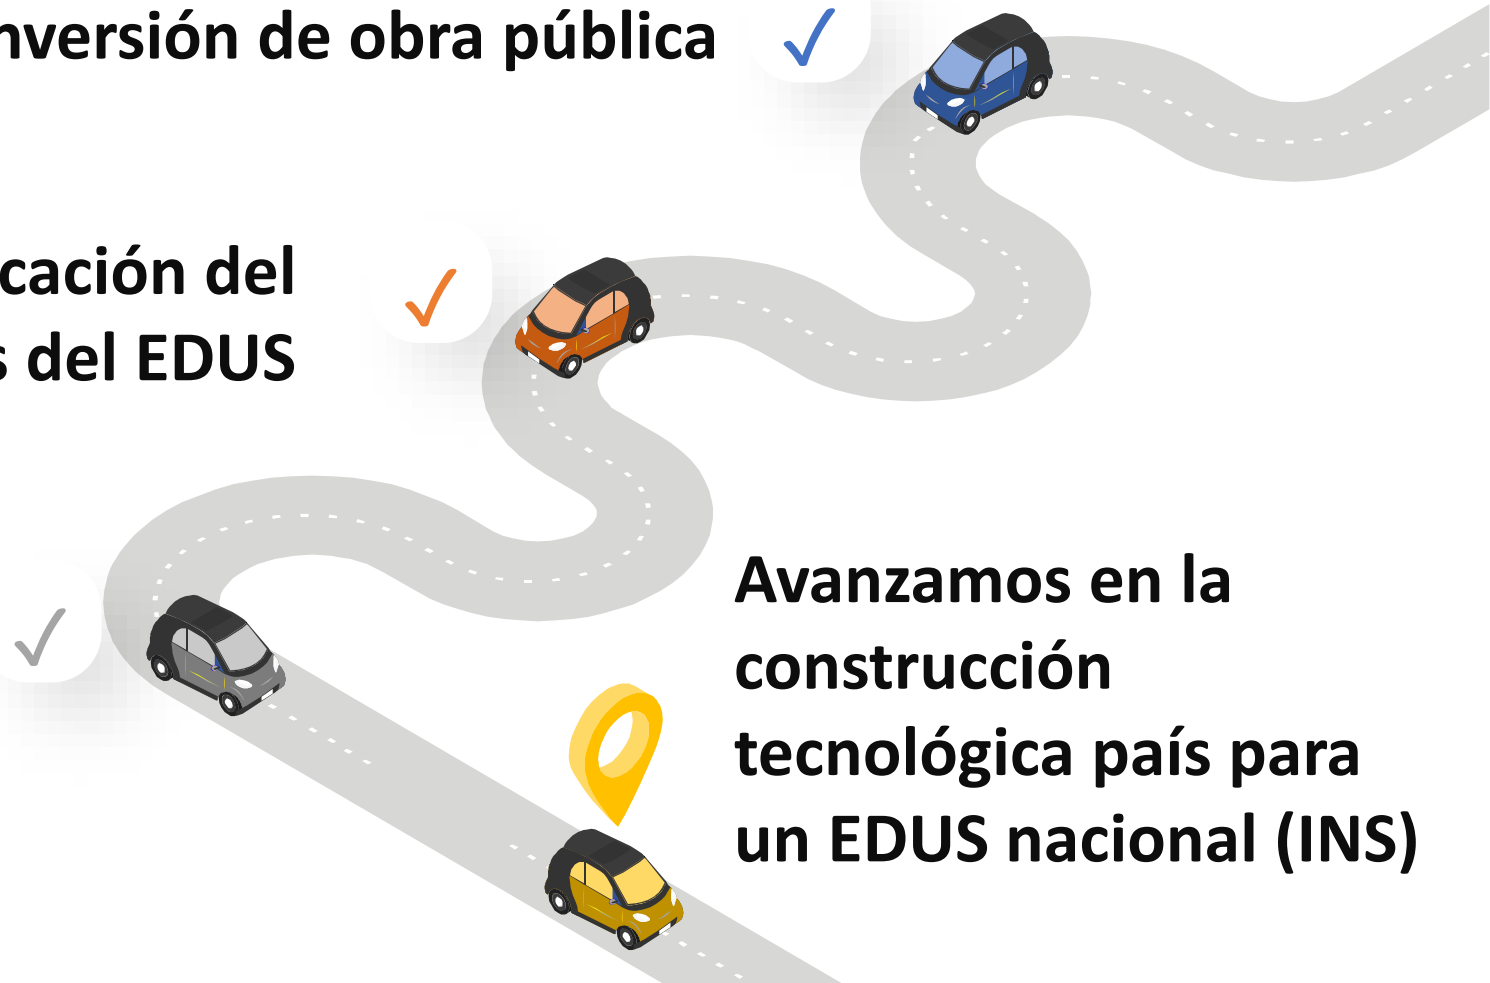 nversión de obra pública
cación del
s del EDUS
Avanzamos en la
construcción
tecnológica país para
un EDUS nacional (INS)